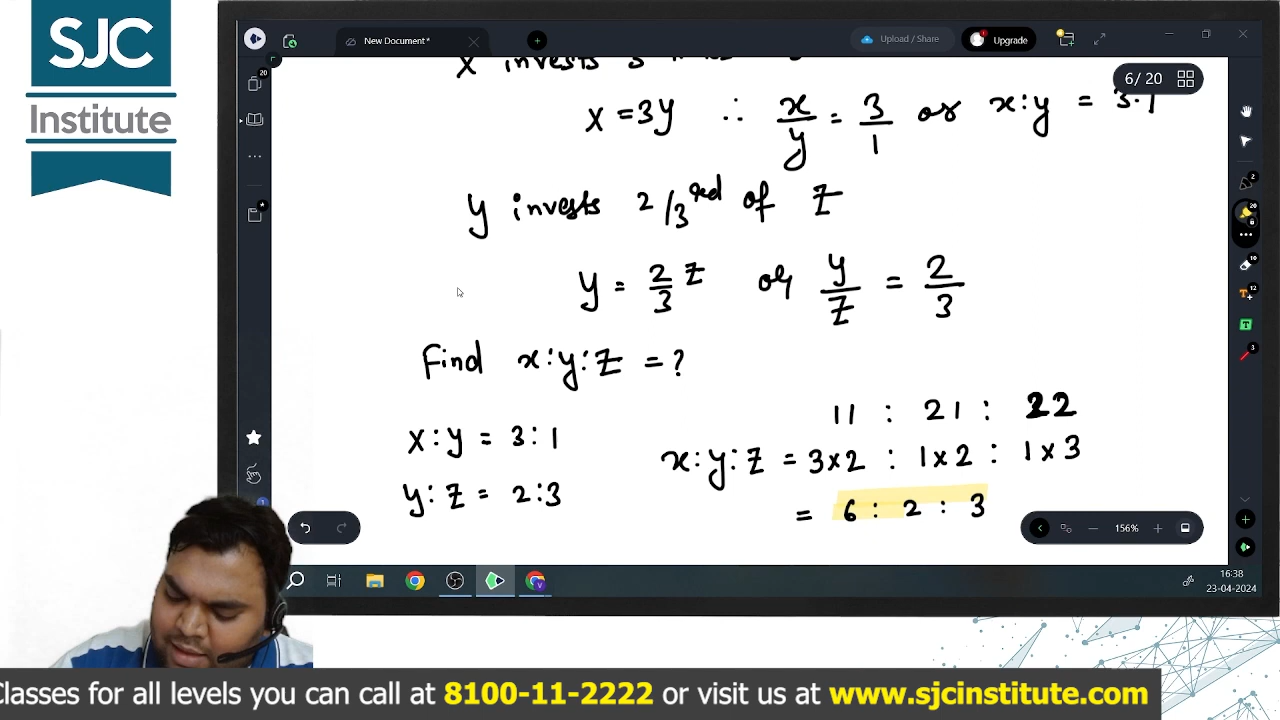 SJC
Institute
New Document*
Upload / Share
Upgrade
6 / 20
X invests 3
x = 3y ∴ x/y = 3/1 or x:y = 3:1
y invests 2/3rd of Z
y = 2/3 Z or y/Z = 2/3
Find x:y:Z = ?
11 : 21 : 22
x:y = 3:1
x:y:Z = 3×2 : 1×2 : 1×3
y:Z = 2:3
= 6 : 2 : 3
156%
16:38
23-04-2024
Classes for all levels you can call at 8100-11-2222 or visit us at www.sjcinstitute.com